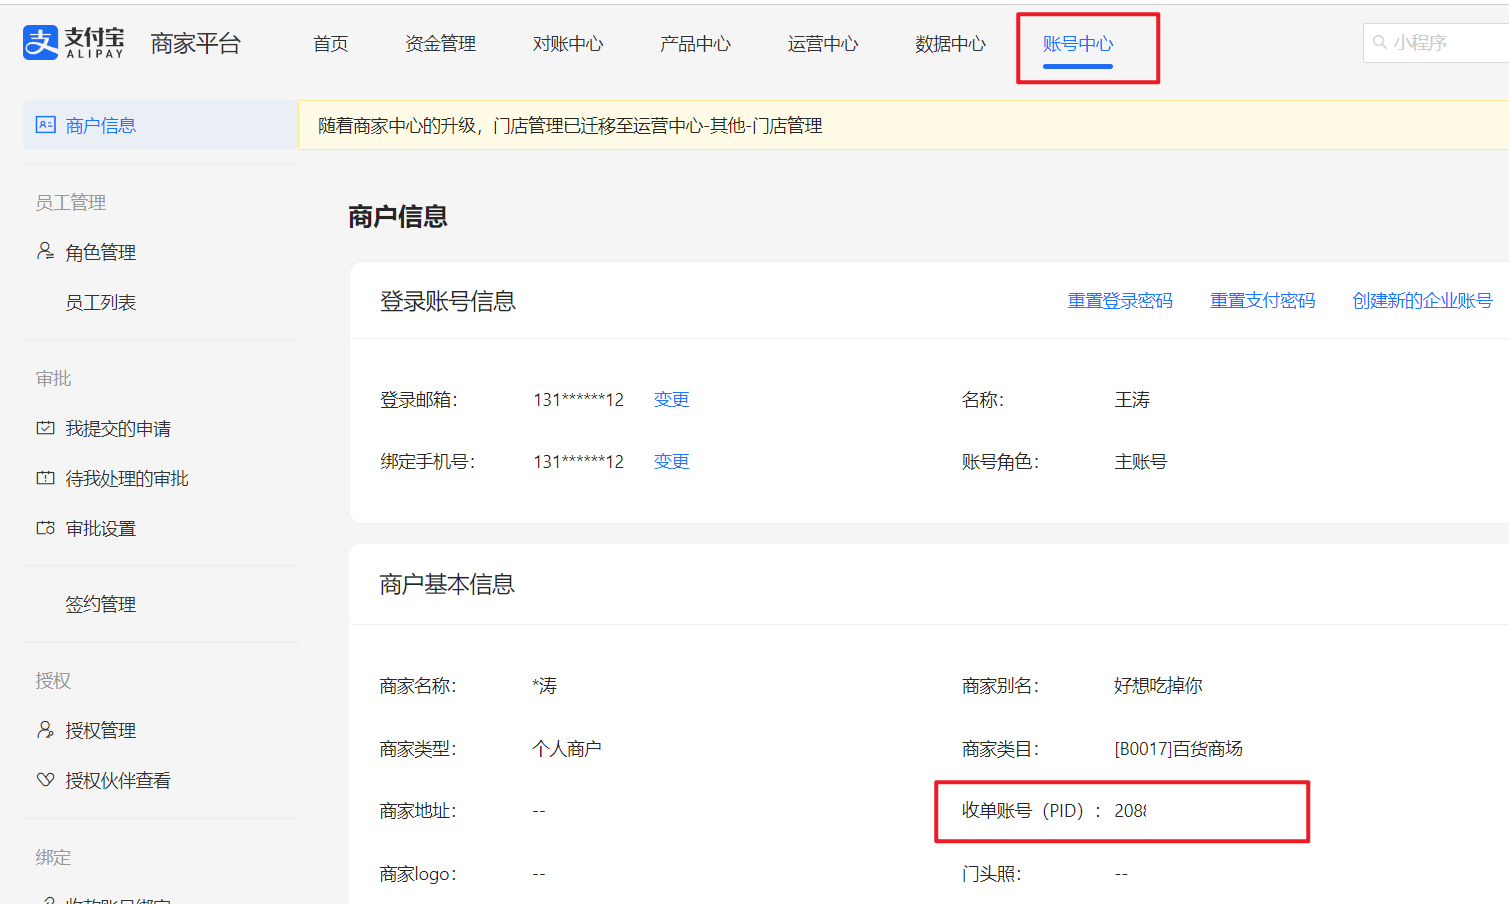 支付宝 ALIPAY 商家平台 首页 资金管理 对账中心 产品中心 运营中心 数据中心 账号中心 小程序
商户信息
随着商家中心的升级，门店管理已迁移至运营中心-其他-门店管理
员工管理
角色管理
员工列表
审批
我提交的申请
待我处理的审批
审批设置
签约管理
授权
授权管理
授权伙伴查看
绑定
商户信息
登录账号信息 重置登录密码 重置支付密码 创建新的企业账号
登录邮箱： 131******12 变更 名称： 王涛
绑定手机号： 131******12 变更 账号角色： 主账号
商户基本信息
商家名称： *涛 商家别名： 好想吃掉你
商家类型： 个人商户 商家类目： [B0017]百货商场
商家地址： -- 收单账号（PID）： 208
商家logo： -- 门头照： --